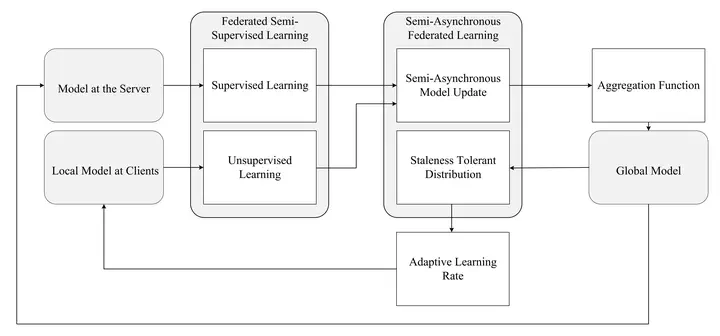 Federated Semi-
Supervised Learning
Semi-Asynchronous
Federated Learning
Model at the Server
Supervised Learning
Semi-Asynchronous
Model Update
Aggregation Function
Local Model at Clients
Unsupervised
Learning
Staleness Tolerant
Distribution
Global Model
Adaptive Learning
Rate